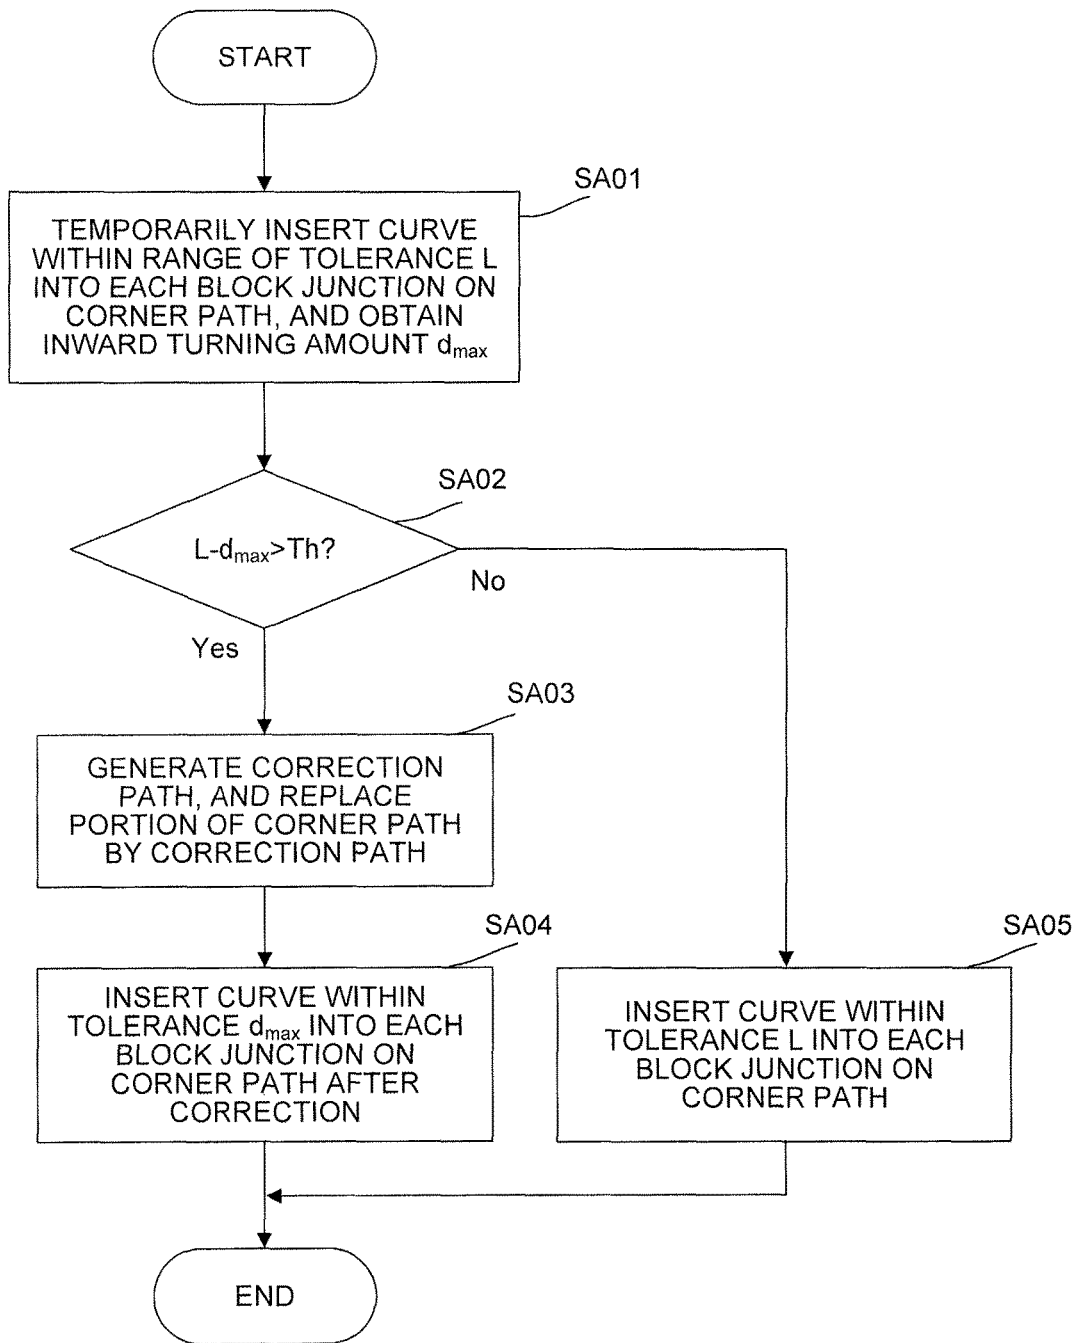 START
SA01
TEMPORARILY INSERT CURVE
WITHIN RANGE OF TOLERANCE L
INTO EACH BLOCK JUNCTION ON
CORNER PATH, AND OBTAIN
INWARD TURNING AMOUNT dmax
SA02
L-dmax>Th?
No
Yes
SA03
GENERATE CORRECTION
PATH, AND REPLACE
PORTION OF CORNER PATH
BY CORRECTION PATH
SA04
INSERT CURVE WITHIN
TOLERANCE dmax INTO EACH
BLOCK JUNCTION ON
CORNER PATH AFTER
CORRECTION
SA05
INSERT CURVE WITHIN
TOLERANCE L INTO EACH
BLOCK JUNCTION ON
CORNER PATH
END